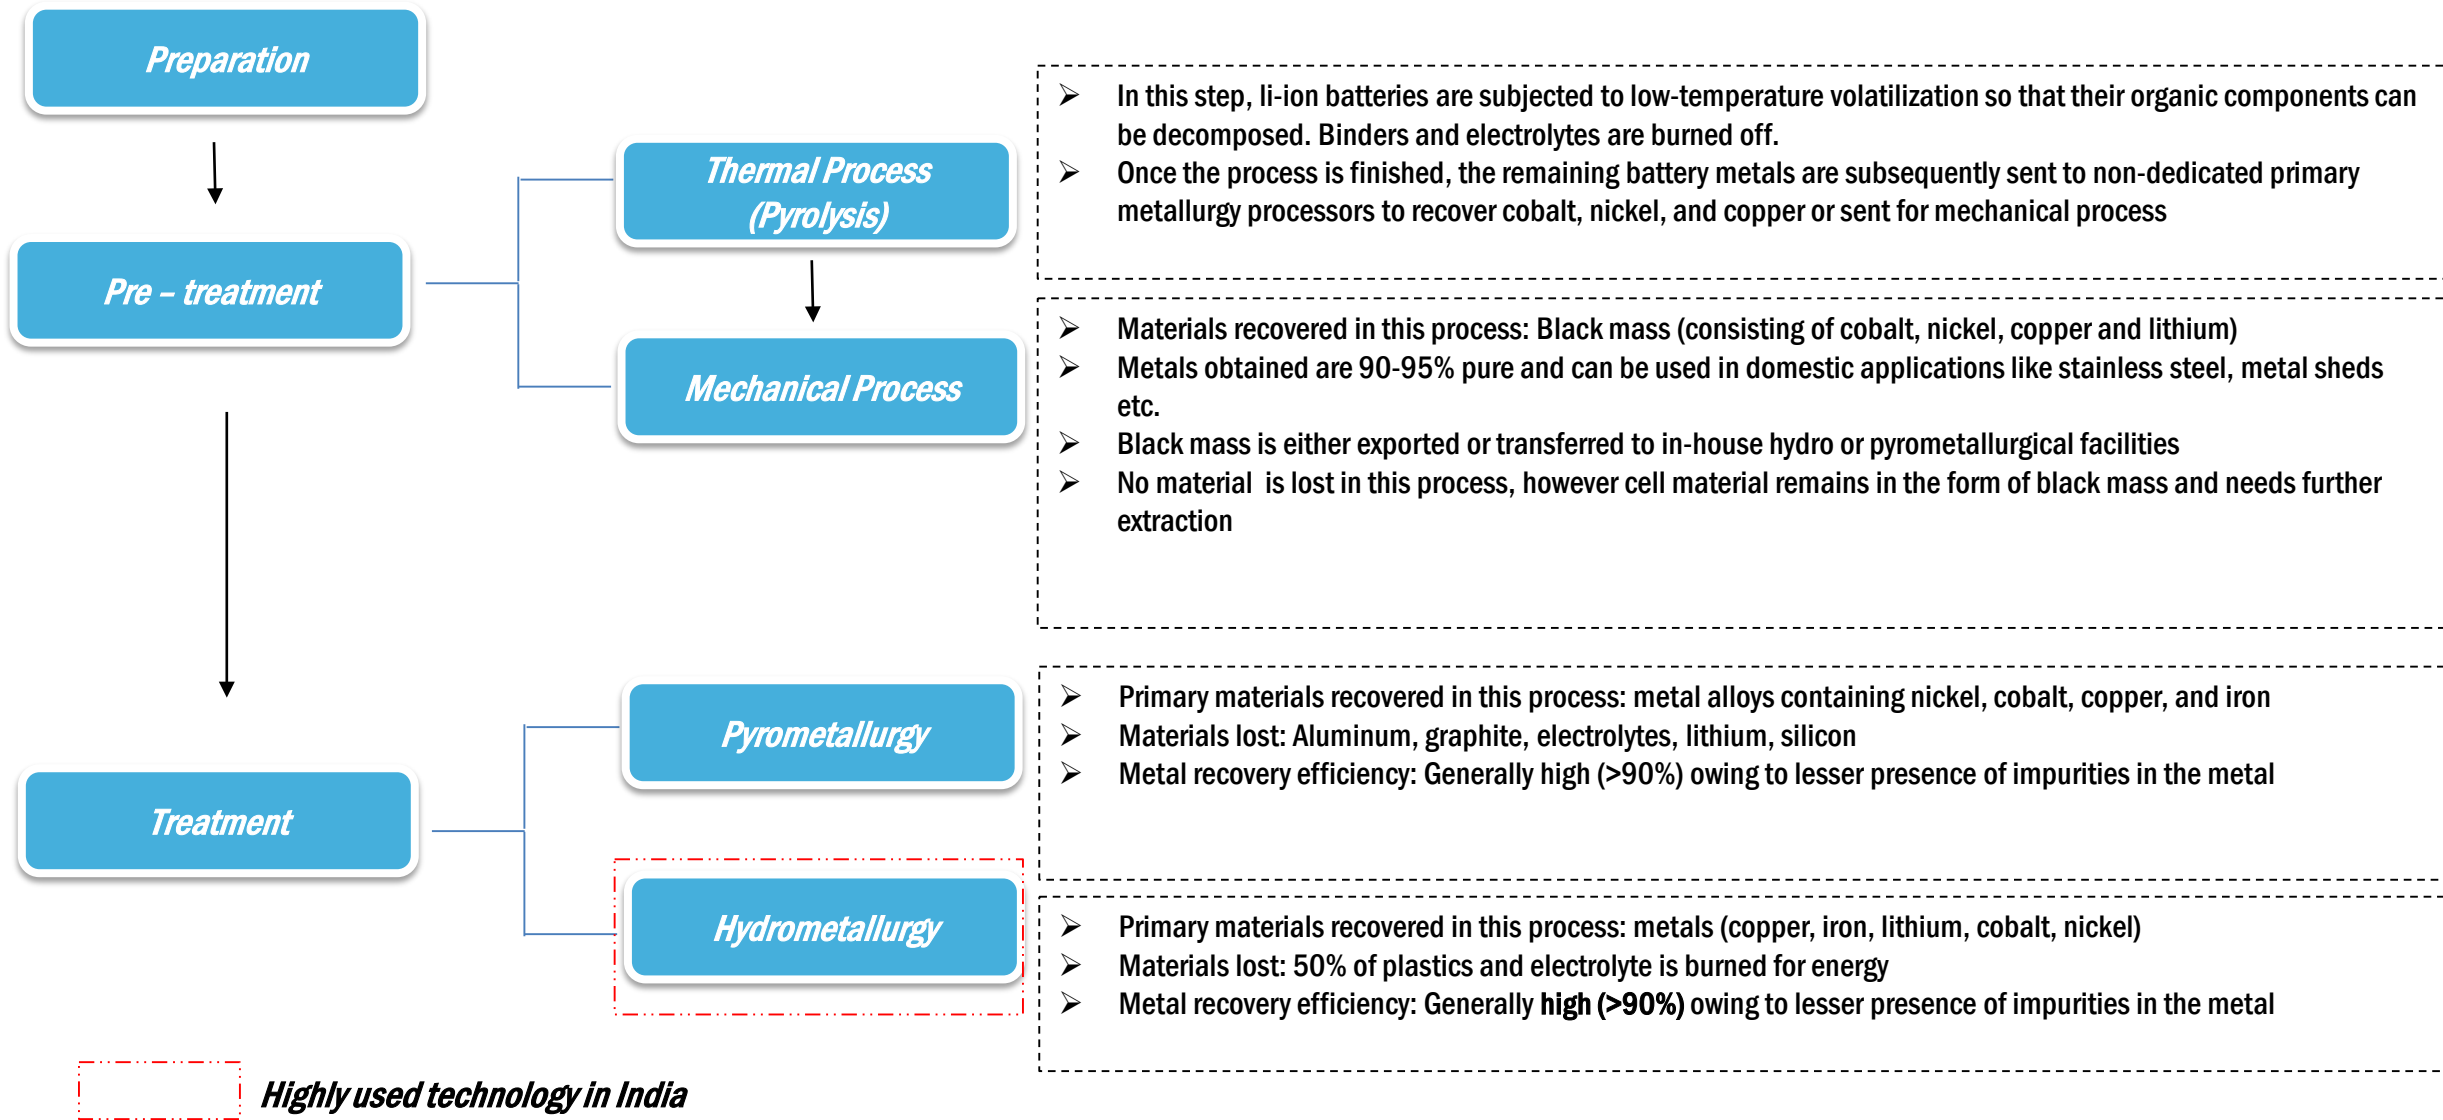 Preparation
➢ In this step, li-ion batteries are subjected to low-temperature volatilization so that their organic components can
be decomposed. Binders and electrolytes are burned off.
➢ Once the process is finished, the remaining battery metals are subsequently sent to non-dedicated primary
metallurgy processors to recover cobalt, nickel, and copper or sent for mechanical process
Thermal Process
(Pyrolysis)
Pre – treatment
➢ Materials recovered in this process: Black mass (consisting of cobalt, nickel, copper and lithium)
➢ Metals obtained are 90-95% pure and can be used in domestic applications like stainless steel, metal sheds
etc.
➢ Black mass is either exported or transferred to in-house hydro or pyrometallurgical facilities
➢ No material is lost in this process, however cell material remains in the form of black mass and needs further
extraction
Mechanical Process
Pyrometallurgy
➢ Primary materials recovered in this process: metal alloys containing nickel, cobalt, copper, and iron
➢ Materials lost: Aluminum, graphite, electrolytes, lithium, silicon
➢ Metal recovery efficiency: Generally high (>90%) owing to lesser presence of impurities in the metal
Treatment
Hydrometallurgy
➢ Primary materials recovered in this process: metals (copper, iron, lithium, cobalt, nickel)
➢ Materials lost: 50% of plastics and electrolyte is burned for energy
➢ Metal recovery efficiency: Generally high (>90%) owing to lesser presence of impurities in the metal
Highly used technology in India